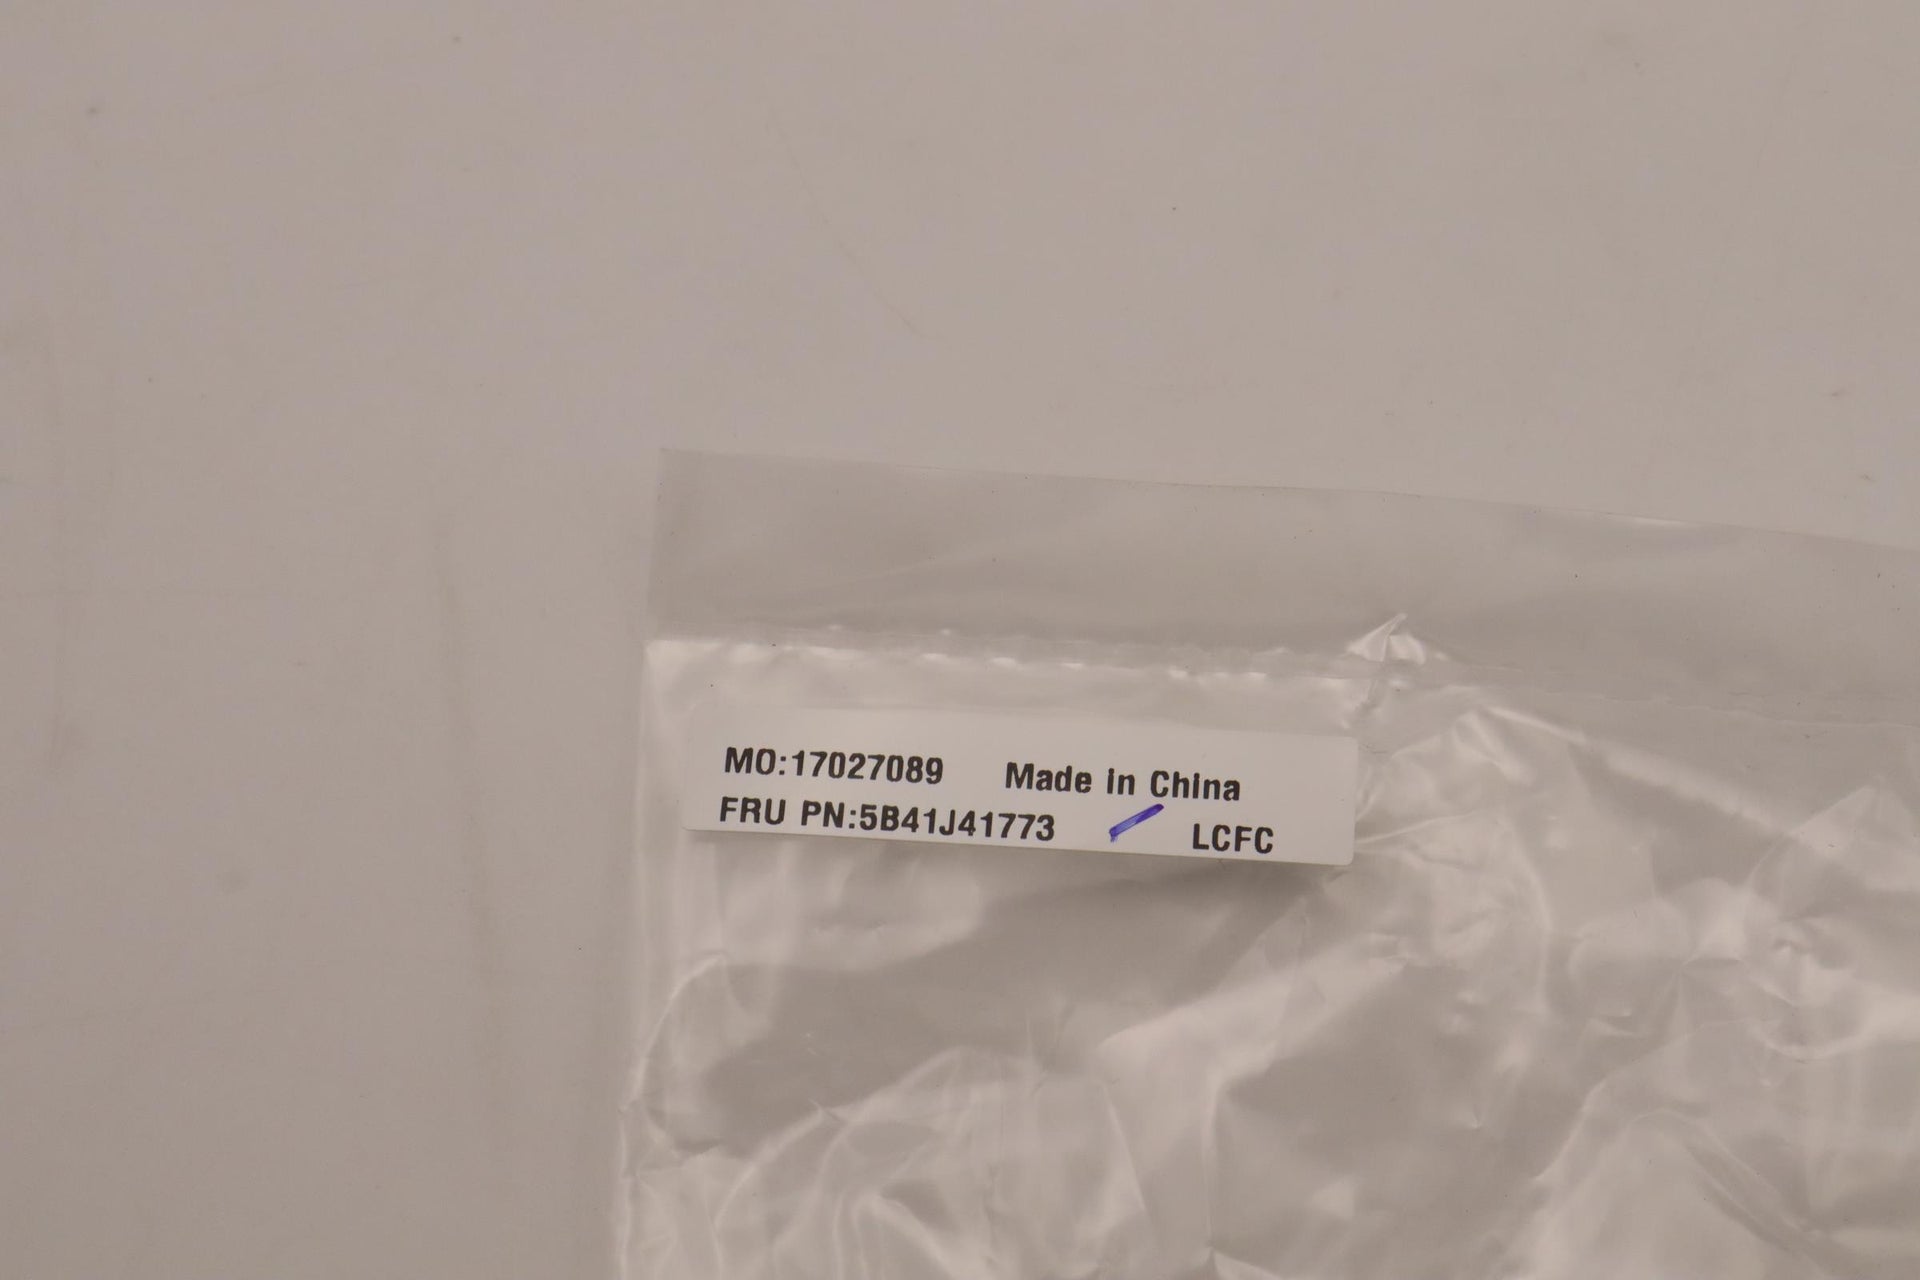 MO:17027089 Made in China
FRU PN:5B41J41773 LCFC